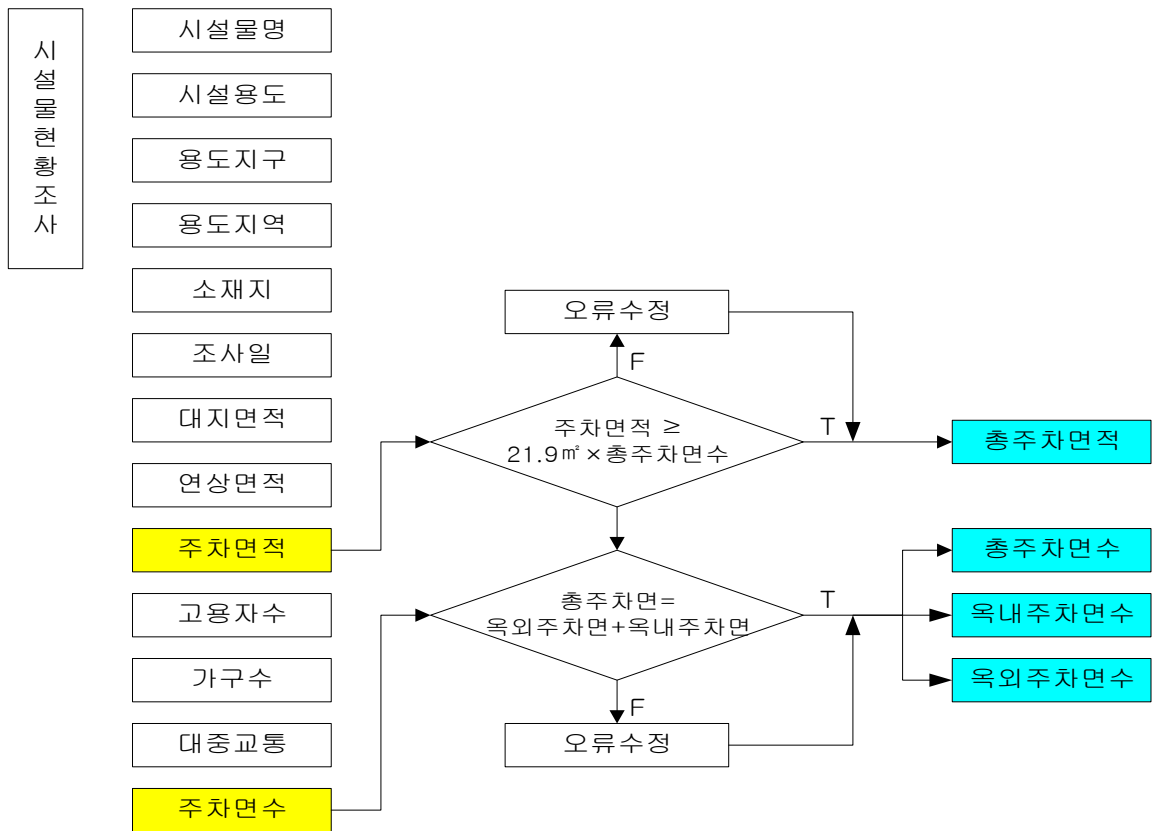 시설물현황조사
시설물명
시설용도
용도지구
용도지역
소재지
조사일
대지면적
연상면적
주차면적
고용자수
가구수
대중교통
주차면수
오류수정
F
주차면적 ≥
21.9㎡×총주차면수
T
총주차면적
총주차면=
옥외주차면+옥내주차면
T
F
오류수정
총주차면수
옥내주차면수
옥외주차면수